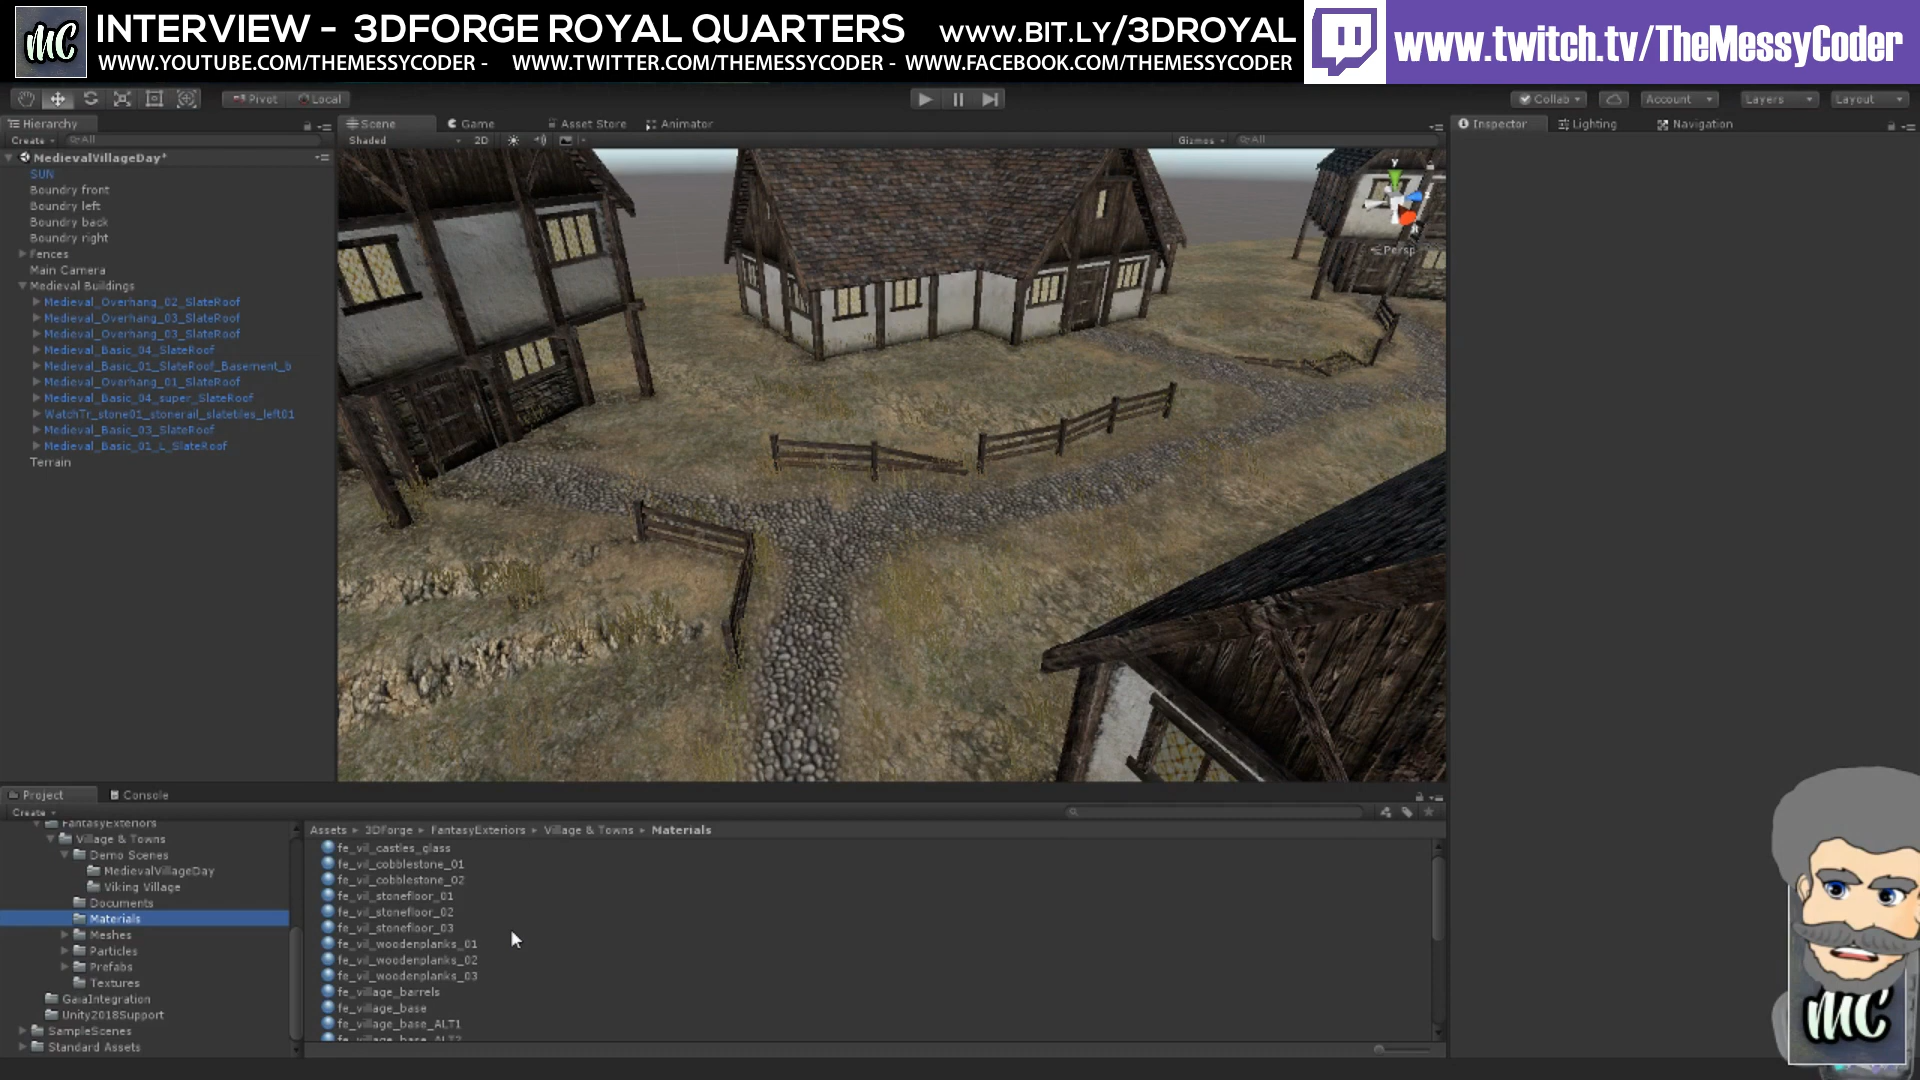 MC INTERVIEW - 3DFORGE ROYAL QUARTERS WWW.BIT.LY/3DROYAL www.twitch.tv/TheMessyCoder
WWW.YOUTUBE.COM/THEMESSYCODER - WWW.TWITTER.COM/THEMESSYCODER - WWW.FACEBOOK.COM/THEMESSYCODER
Pivot Local Collab Account Layers Layout
Hierarchy Scene Game Asset Store Animator Inspector Lighting Navigation
Create All Shaded 2D Gizmos All
MedievalVillageDay*
SUN
Boundry front
Boundry left
Boundry back
Boundry right
Fences
Main Camera
Medieval Buildings
Medieval_Overhang_02_SlateRoof
Medieval_Overhang_03_SlateRoof
Medieval_Overhang_03_SlateRoof
Medieval_Basic_04_SlateRoof
Medieval_Basic_01_SlateRoof_Basement_b
Medieval_Overhang_01_SlateRoof
Medieval_Basic_04_super_SlateRoof
WatchTr_stone01_stonerail_slatetiles_left01
Medieval_Basic_03_SlateRoof
Medieval_Basic_01_L_SlateRoof
Terrain
y
Persp
Project Console
Create
FantasyExteriors
Village & Towns
Demo Scenes
MedievalVillageDay
Viking Village
Documents
Materials
Meshes
Particles
Prefabs
Textures
GaiaIntegration
Unity2018Support
SampleScenes
Standard Assets
Assets 3DForge FantasyExteriors Village & Towns Materials
fe_vil_castles_glass
fe_vil_cobblestone_01
fe_vil_cobblestone_02
fe_vil_stonefloor_01
fe_vil_stonefloor_02
fe_vil_stonefloor_03
fe_vil_woodenplanks_01
fe_vil_woodenplanks_02
fe_vil_woodenplanks_03
fe_village_barrels
fe_village_base
fe_village_base_ALT1
fe_village_base_ALT2
MC